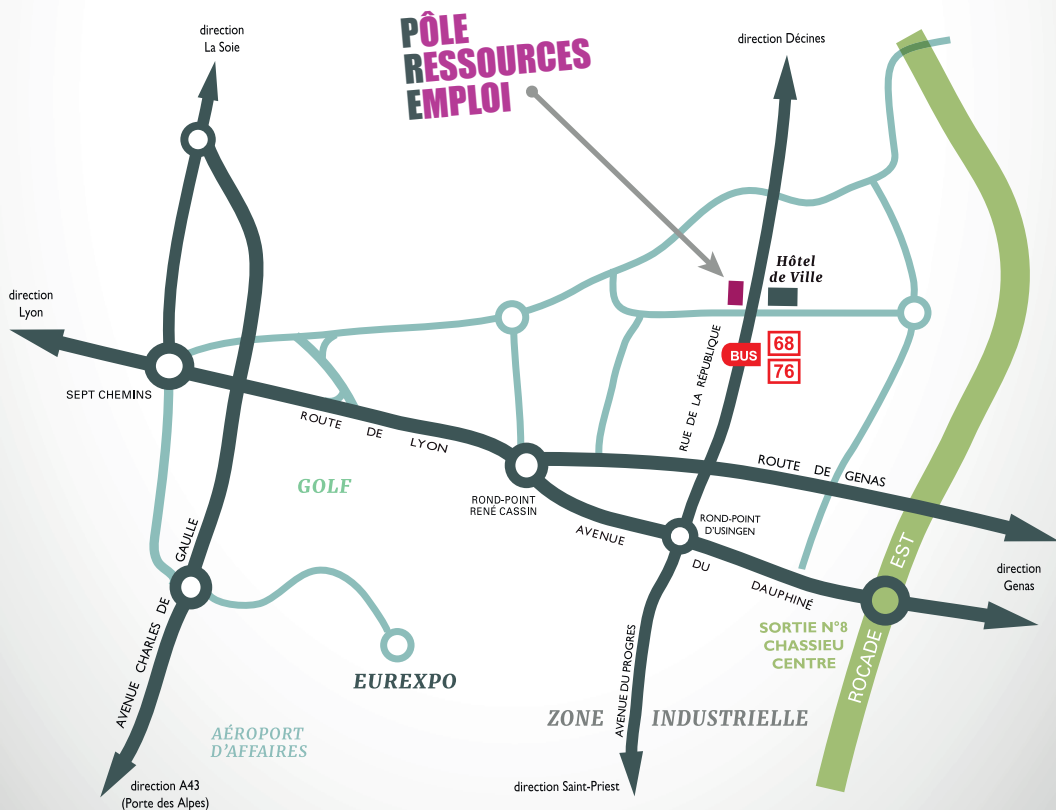 direction
La Soie
PÔLE
RESSOURCES
EMPLOI
direction Décines
Hôtel
de Ville
direction
Lyon
68
BUS
76
SEPT CHEMINS
RUE DE LA RÉPUBLIQUE
ROUTE DE LYON
ROUTE DE GENAS
GOLF
ROND-POINT
RENÉ CASSIN
AVENUE DU DAUPHINÉ
ROND-POINT
D'USINGEN
direction
Genas
AVENUE CHARLES DE GAULLE
SORTIE N°8
CHASSIEU
CENTRE
ROCADE EST
EUREXPO
AVENUE DU PROGRES
ZONE INDUSTRIELLE
AÉROPORT
D'AFFAIRES
direction A43
(Porte des Alpes)
direction Saint-Priest